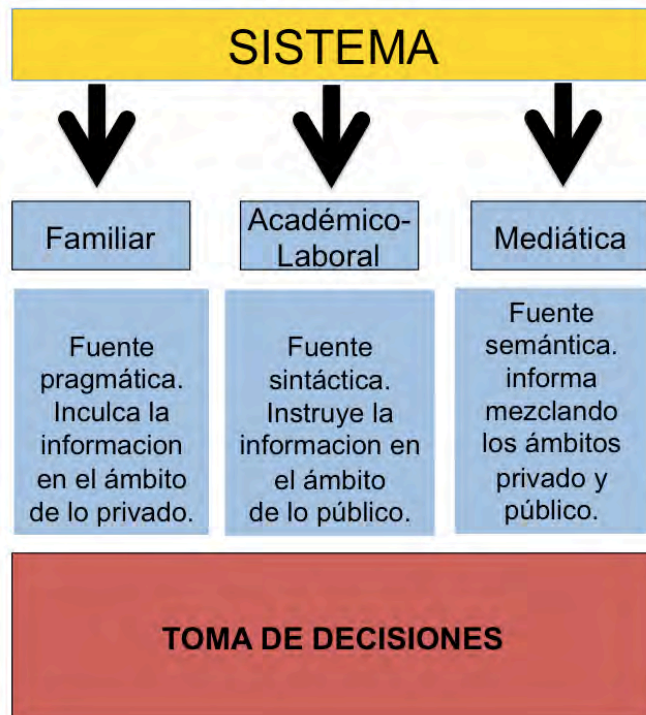 SISTEMA
Familiar
Académico-
Laboral
Mediática
Fuente
pragmática.
Inculca la
informacion
en el ámbito
de lo privado.
Fuente
sintáctica.
Instruye la
informacion en
el ámbito
de lo público.
Fuente
semántica.
informa
mezclando
los ámbitos
privado y
público.
TOMA DE DECISIONES